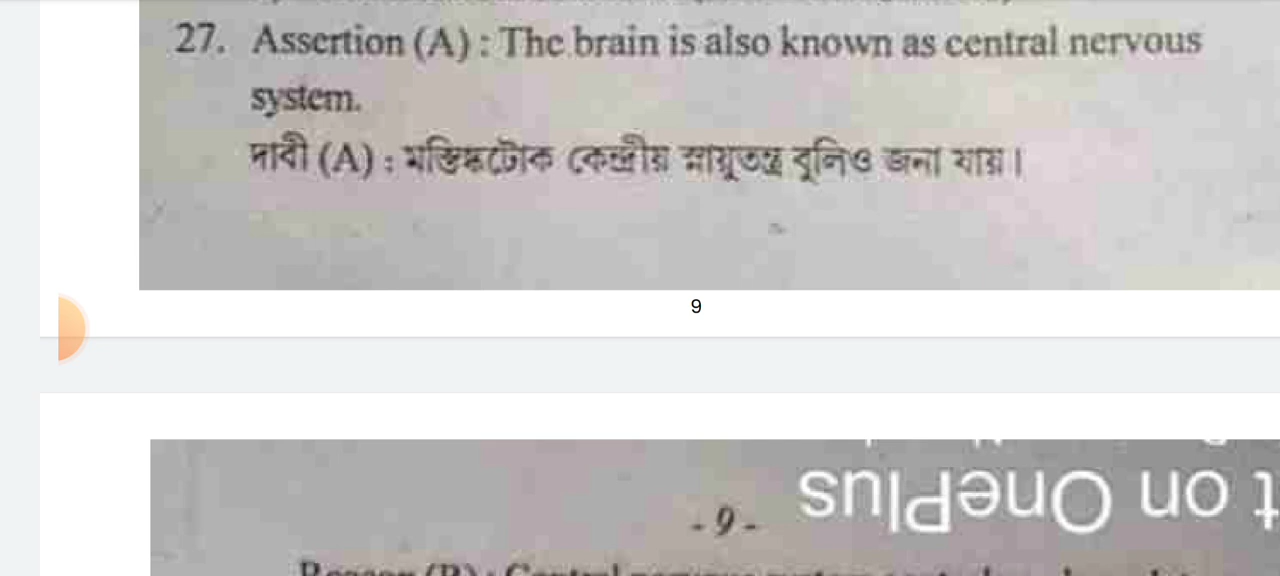 27. Assertion (A) : The brain is also known as central nervous
system.
দাবী (A) : মস্তিষ্কটোক কেন্দ্ৰীয় স্নায়ুতন্ত্ৰ বুলিও জনা যায়।
9
t on OnePlus
- 9 -